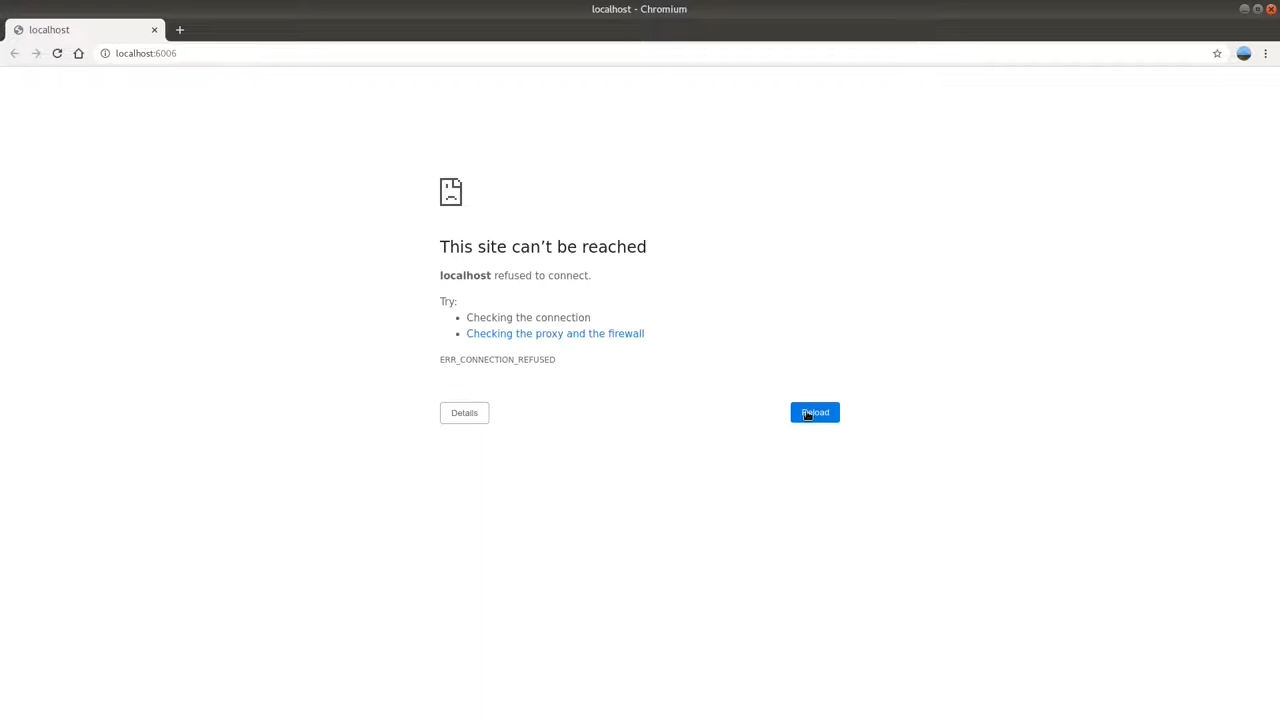 localhost - Chromium
localhost
localhost:6006
This site can’t be reached
localhost refused to connect.
Try:
• Checking the connection
• Checking the proxy and the firewall
ERR_CONNECTION_REFUSED
Details
Reload